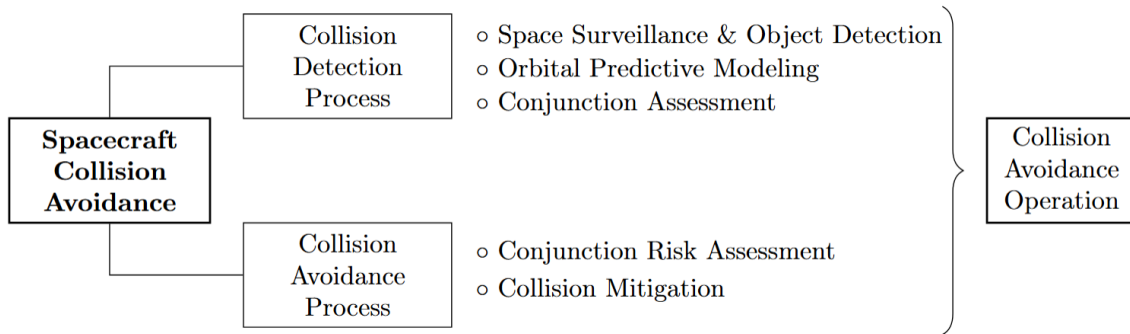 Spacecraft
Collision
Avoidance
Collision
Detection
Process
○ Space Surveillance & Object Detection
○ Orbital Predictive Modeling
○ Conjunction Assessment
Collision
Avoidance
Process
○ Conjunction Risk Assessment
○ Collision Mitigation
Collision
Avoidance
Operation